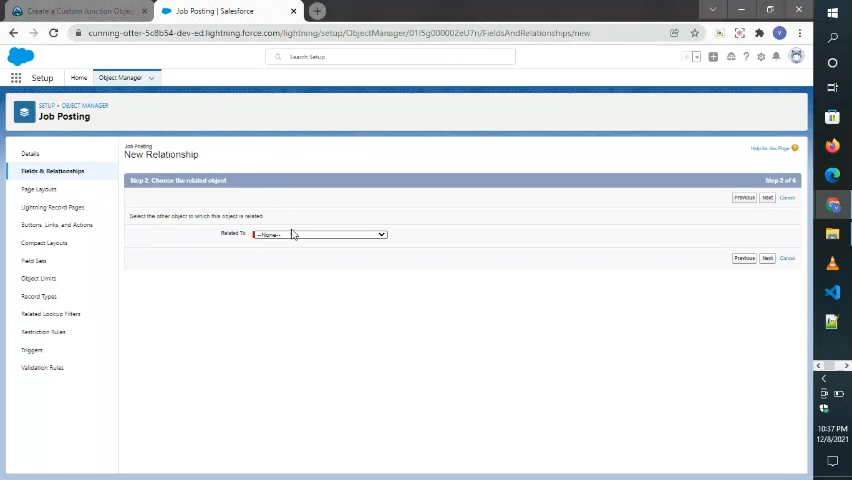 Create a Custom Junction Objec
Job Posting | Salesforce
cunning-otter-5c8b54-dev-ed.lightning.force.com/lightning/setup/ObjectManager/01I5g000002eU7n/FieldsAndRelationships/new
V
Search Setup
Setup
Home
Object Manager
SETUP > OBJECT MANAGER
Job Posting
Details
Fields & Relationships
Page Layouts
Lightning Record Pages
Buttons, Links, and Actions
Compact Layouts
Field Sets
Object Limits
Record Types
Related Lookup Filters
Restriction Rules
Triggers
Validation Rules
Job Posting
New Relationship
Help for this Page
Step 2. Choose the related object
Step 2 of 6
Previous
Next
Cancel
Select the other object to which this object is related.
Related To
--None--
Previous
Next
Cancel
10:37 PM
12/8/2021